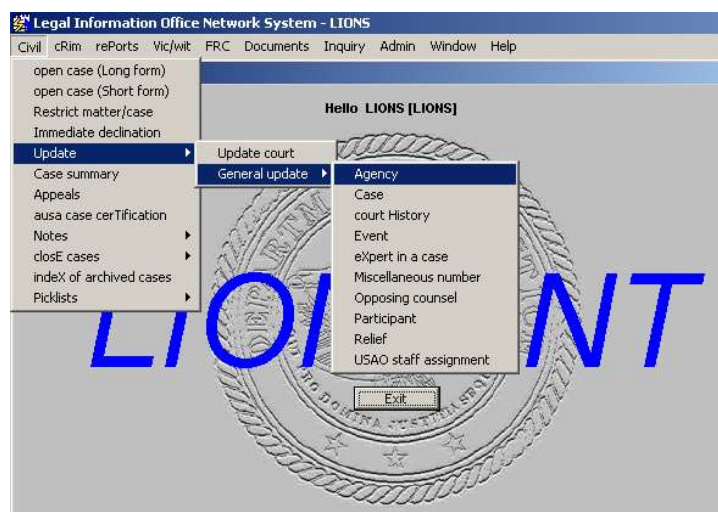 Legal Information Office Network System - LIONS
Civil cRim rePorts Vic/wit FRC Documents Inquiry Admin Window Help
open case (Long form)
open case (Short form)
Restrict matter/case
Immediate declination
Update
Case summary
Appeals
ausa case cerTification
Notes
closE cases
indeX of archived cases
Picklists
Hello LIONS [LIONS]
Update court
General update
Agency
Case
court History
Event
eXpert in a case
Miscellaneous number
Opposing counsel
Participant
Relief
USAO staff assignment
Exit